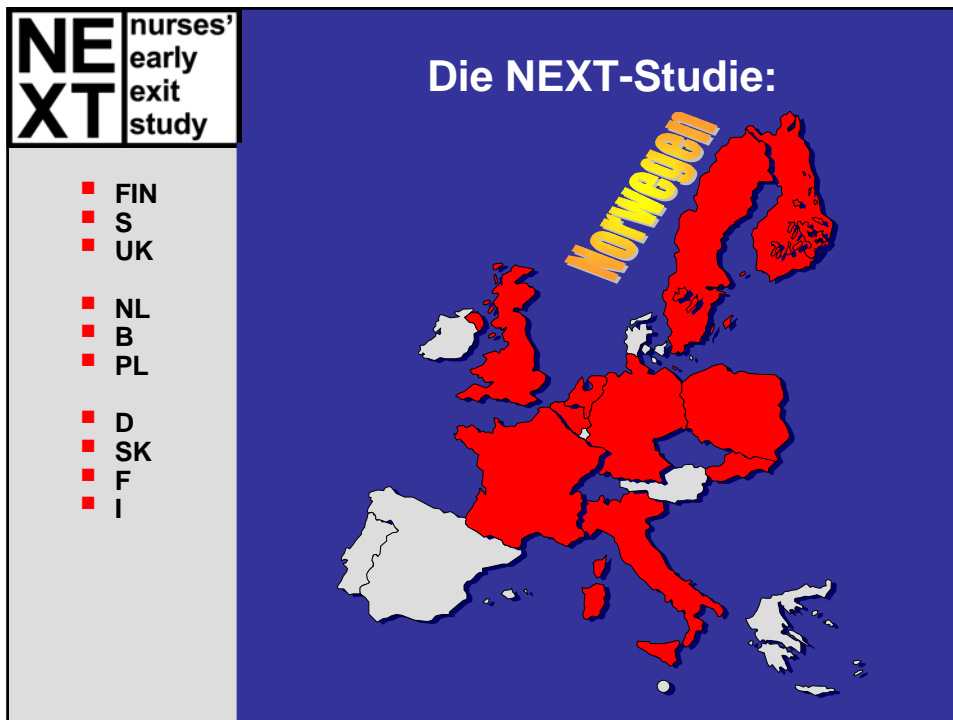 NE
XT
nurses'
early
exit
study
Die NEXT-Studie:
Norwegen
FIN
S
UK
NL
B
PL
D
SK
F
I